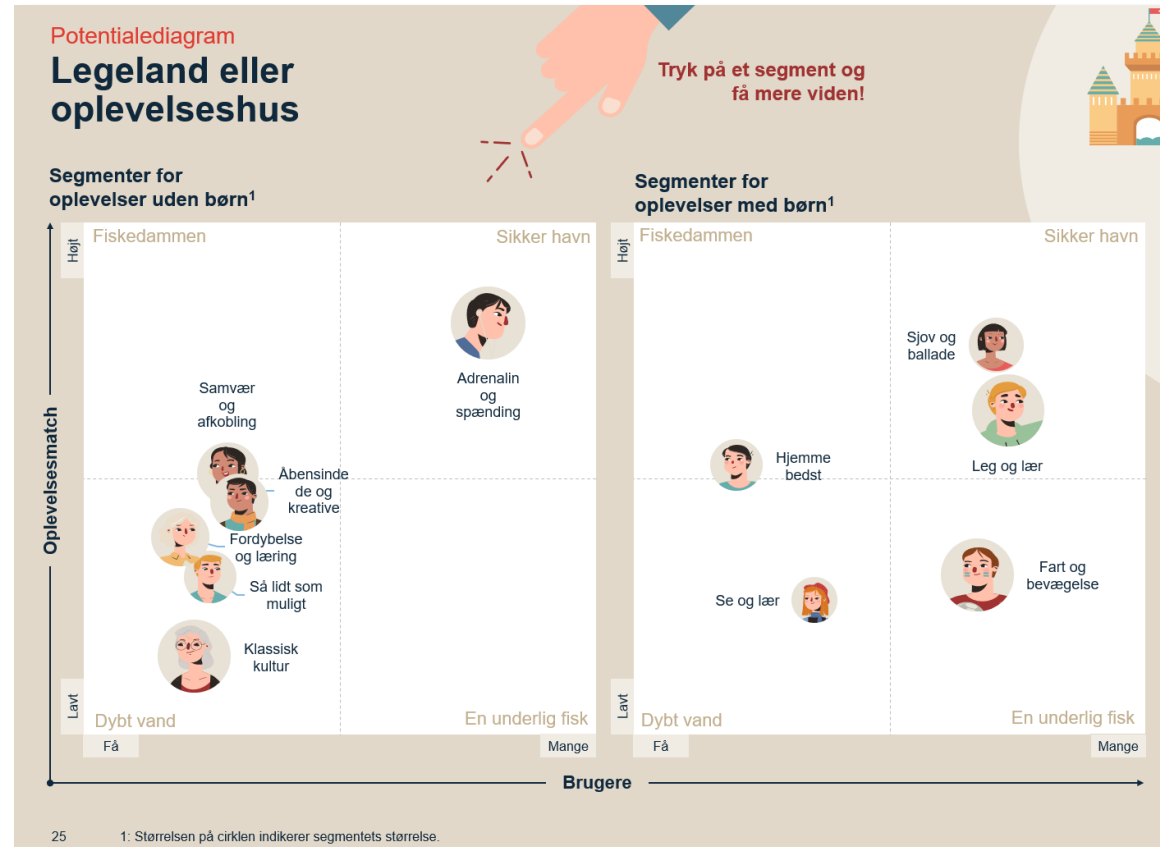 Potentialediagram
Legeland eller
oplevelseshus
Tryk på et segment og
få mere viden!
Segmenter for
oplevelser uden børn1
Højt
Fiskedammen
Sikker havn
Adrenalin
og
spænding
Samvær
og
afkobling
Åbensinde
de og
kreative
Fordybelse
og læring
Så lidt som
muligt
Klassisk
kultur
Lavt
Dybt vand
En underlig fisk
Få
Mange
Segmenter for
oplevelser med børn1
Højt
Fiskedammen
Sikker havn
Sjov og
ballade
Leg og lær
Hjemme
bedst
Se og lær
Fart og
bevægelse
Lavt
Dybt vand
En underlig fisk
Få
Mange
Oplevelsesmatch
Brugere
25
1: Størrelsen på cirklen indikerer segmentets størrelse.